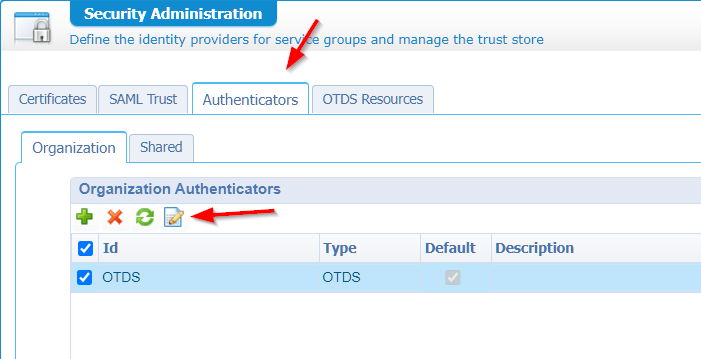 Security Administration
Define the identity providers for service groups and manage the trust store
Certificates SAML Trust Authenticators OTDS Resources
Organization Shared
Organization Authenticators
Id Type Default Description
OTDS OTDS